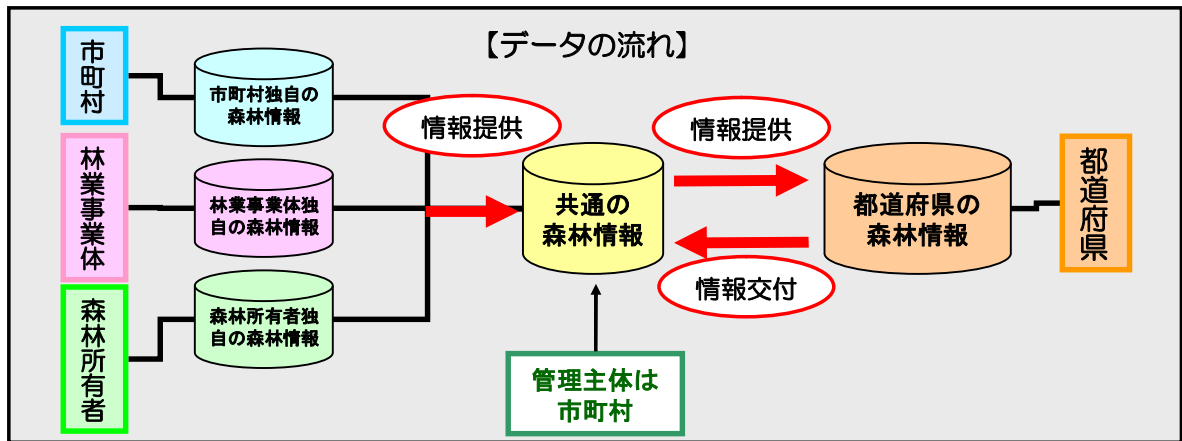 【データの流れ】
市町村
市町村独自の
森林情報
林業事業体
林業事業体独
自の森林情報
森林所有者
森林所有者独
自の森林情報
情報提供
共通の
森林情報
情報提供
情報交付
都道府県の
森林情報
都道府県
管理主体は
市町村